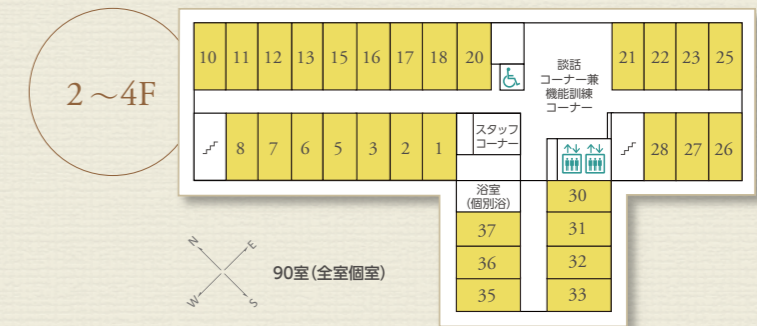 2〜4F
10 11 12 13 15 16 17 18 20
談話
コーナー兼
機能訓練
コーナー
21 22 23 25
8 7 6 5 3 2 1
スタッフ
コーナー
28 27 26
浴室
(個別浴)
30
37
31
36
32
35
33
N
E
W
S
90室(全室個室)